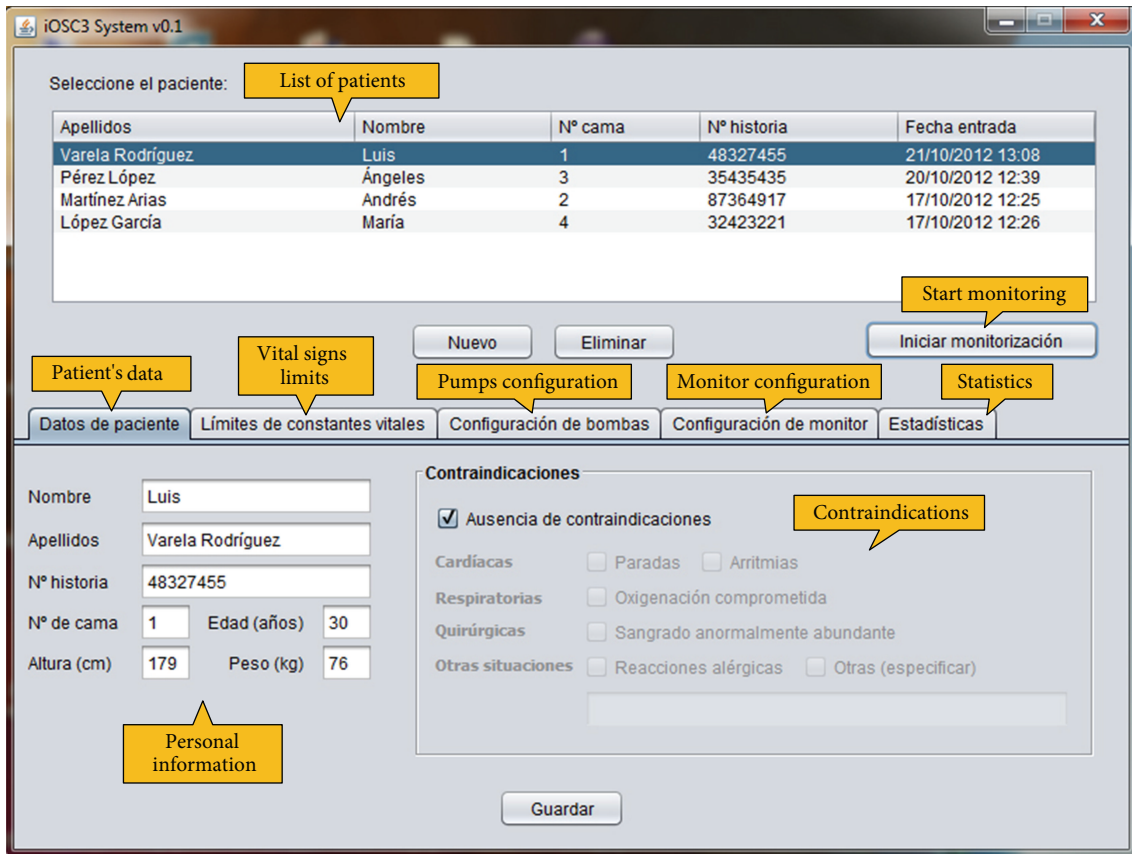 iOSC3 System v0.1
Seleccione el paciente:
List of patients
Apellidos Nombre Nº cama Nº historia Fecha entrada
Varela Rodríguez Luis 1 48327455 21/10/2012 13:08
Pérez López Ángeles 3 35435435 20/10/2012 12:39
Martínez Arias Andrés 2 87364917 17/10/2012 12:25
López García María 4 32423221 17/10/2012 12:26
Start monitoring
Nuevo Eliminar Iniciar monitorización
Patient's data
Vital signs
limits
Pumps configuration
Monitor configuration
Statistics
Datos de paciente Límites de constantes vitales Configuración de bombas Configuración de monitor Estadísticas
Nombre Luis
Apellidos Varela Rodríguez
Nº historia 48327455
Nº de cama 1 Edad (años) 30
Altura (cm) 179 Peso (kg) 76
Personal
information
Contraindicaciones
Ausencia de contraindicaciones
Contraindications
Cardíacas Paradas Arritmias
Respiratorias Oxigenación comprometida
Quirúrgicas Sangrado anormalmente abundante
Otras situaciones Reacciones alérgicas Otras (especificar)
Guardar